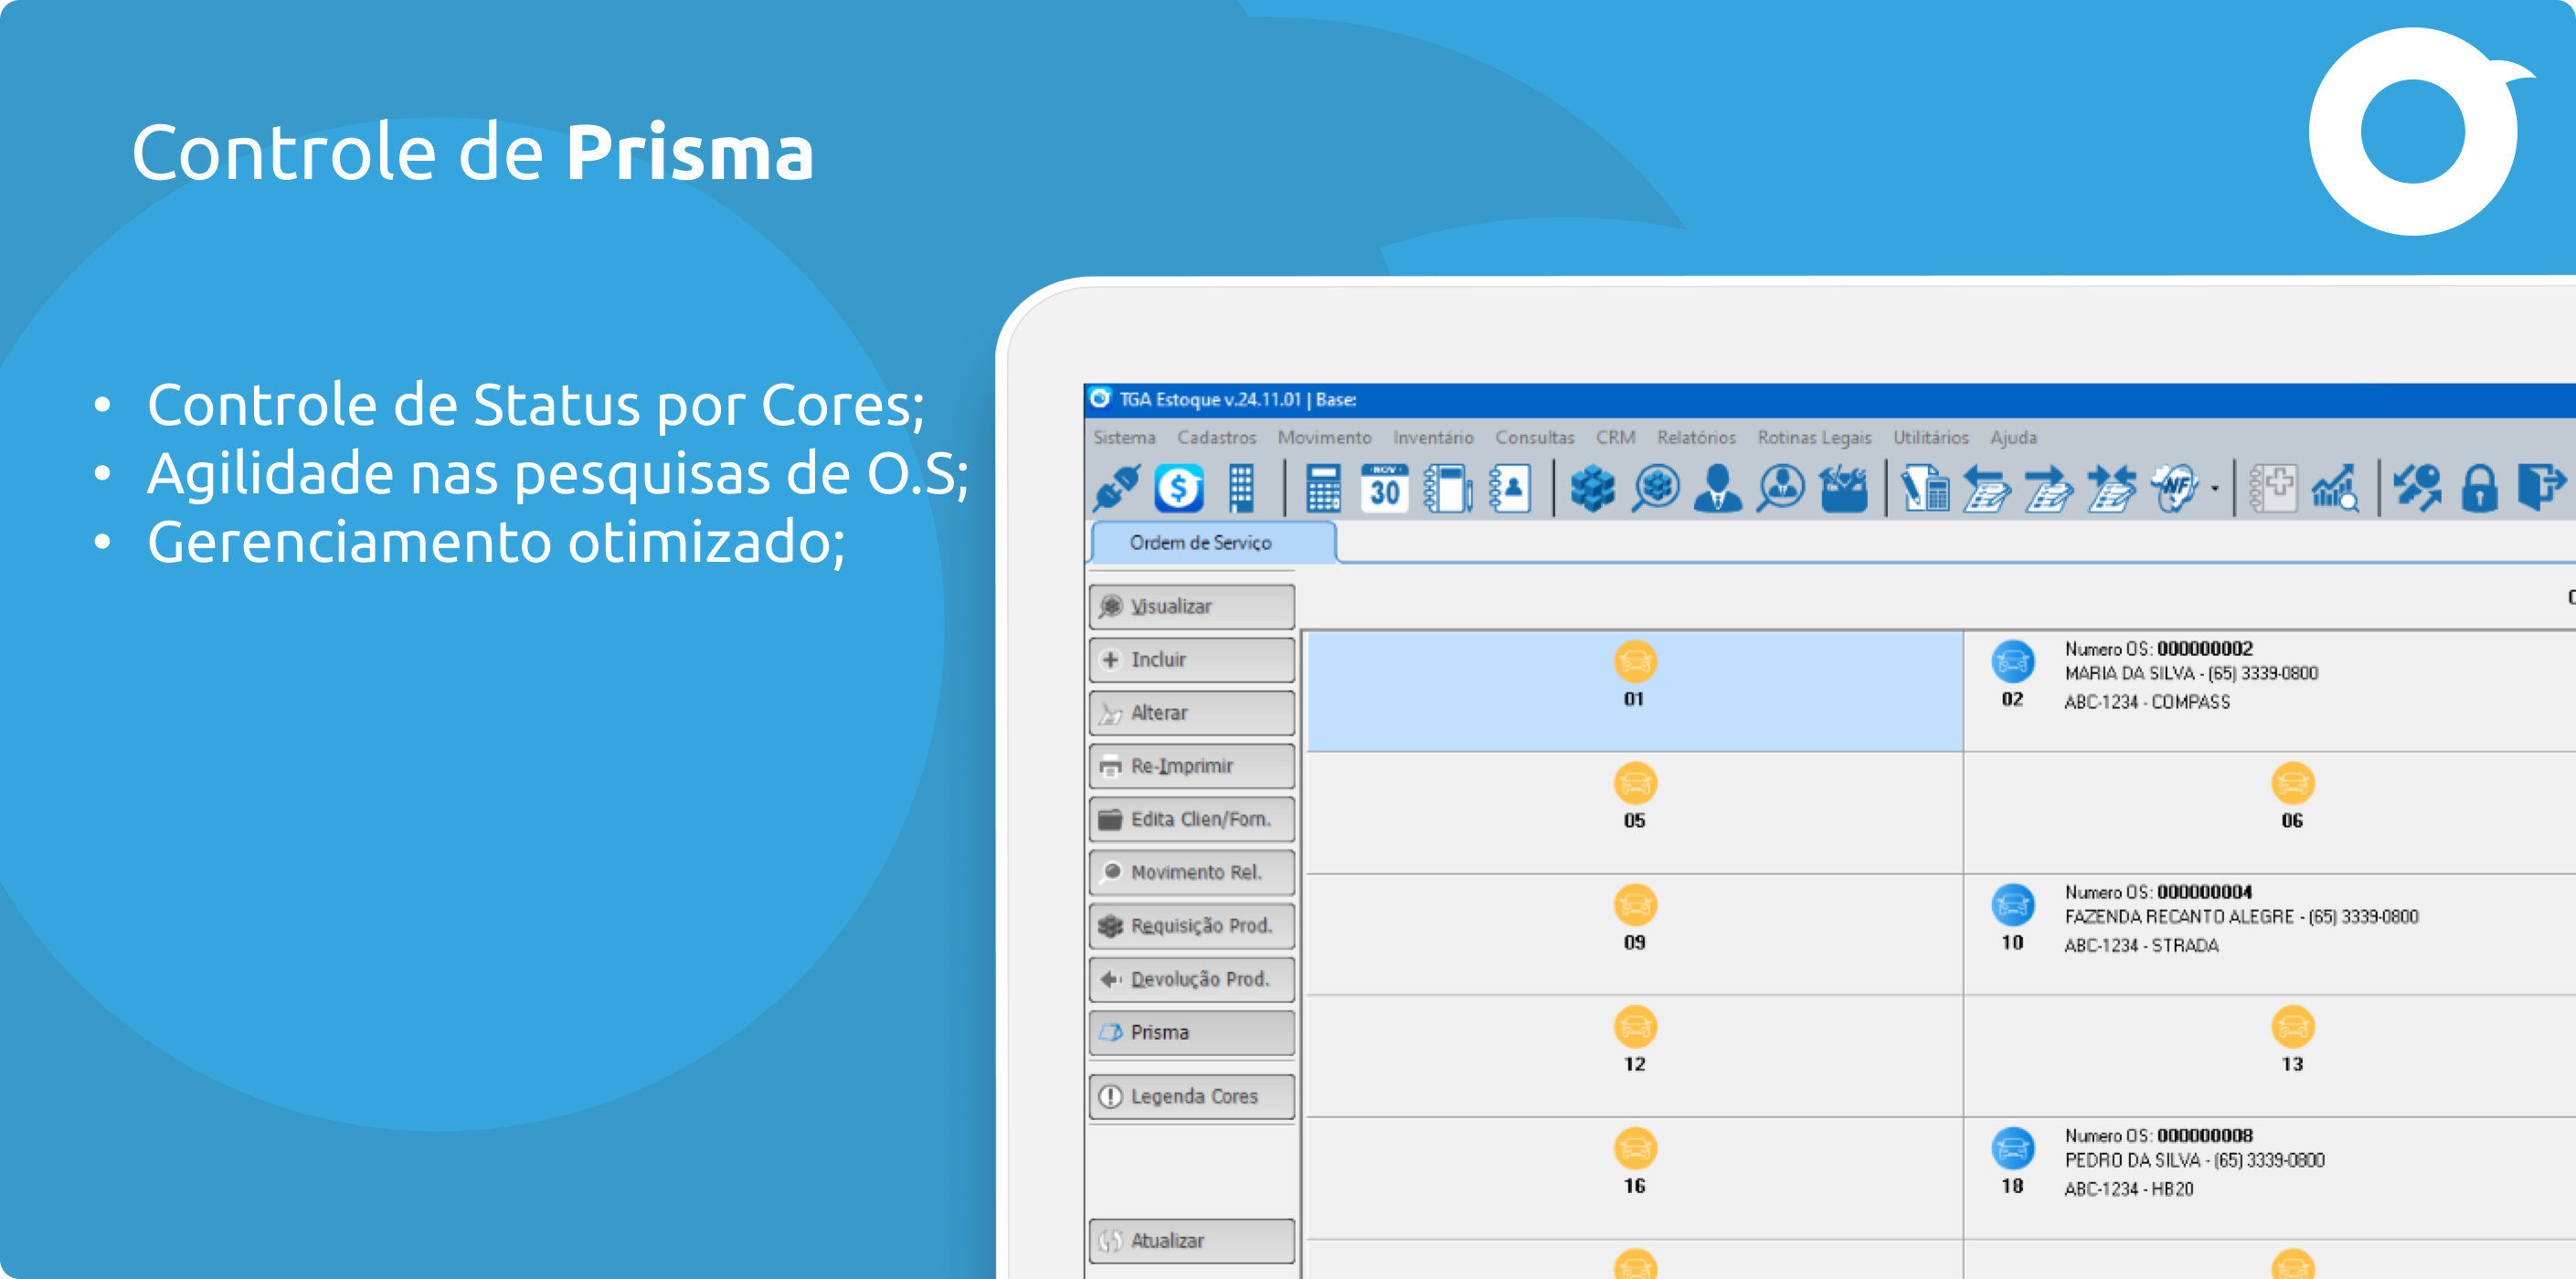 Controle de Prisma
• Controle de Status por Cores;
• Agilidade nas pesquisas de O.S;
• Gerenciamento otimizado;
TGA Estoque v.24.11.01 | Base:
Sistema Cadastros Movimento Inventário Consultas CRM Relatórios Rotinas Legais Utilitários Ajuda
NOV
30
NF
Ordem de Serviço
Visualizar
Incluir
Alterar
Re-Imprimir
Edita Clien/Forn.
Movimento Rel.
Requisição Prod.
Devolução Prod.
Prisma
Legenda Cores
Atualizar
01
02
Numero OS: 000000002
MARIA DA SILVA - (65) 3339-0800
ABC-1234 - COMPASS
05
06
09
10
Numero OS: 000000004
FAZENDA RECANTO ALEGRE - (65) 3339-0800
ABC-1234 - STRADA
12
13
16
18
Numero OS: 000000008
PEDRO DA SILVA - (65) 3339-0800
ABC-1234 - HB20